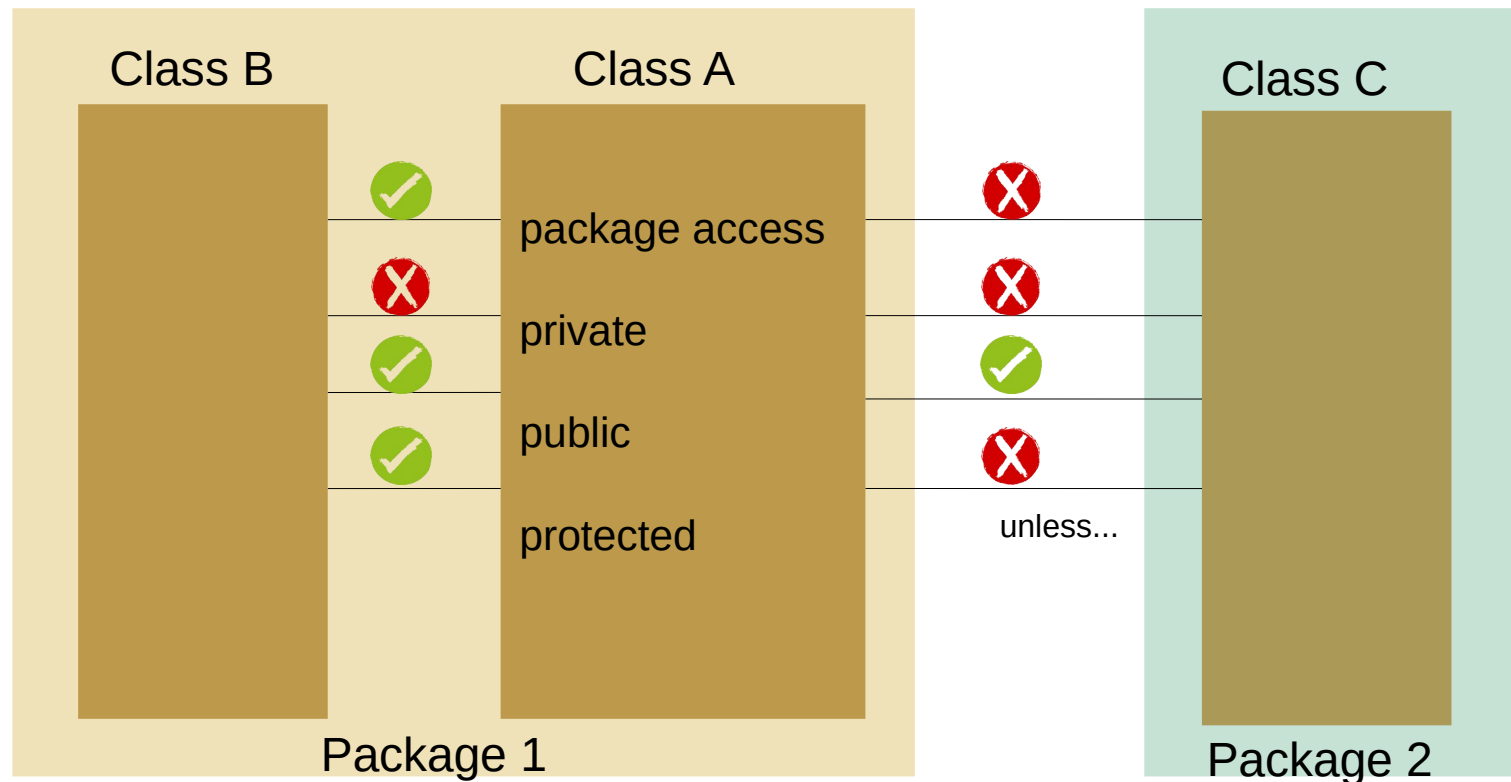 Class B
Class A
Class C
package access
private
public
protected
unless...
Package 1
Package 2